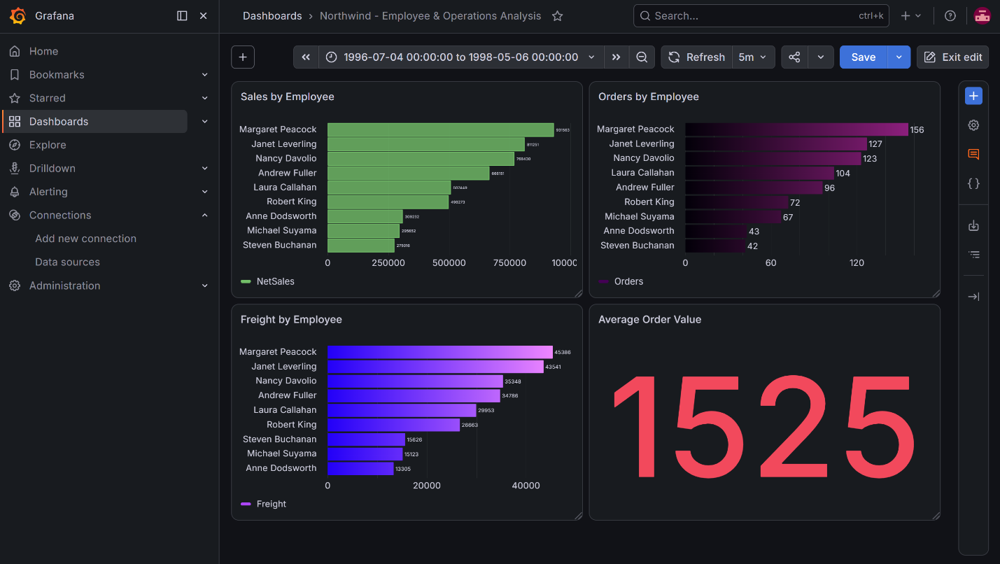 Grafana
Dashboards › Northwind - Employee & Operations Analysis
Search... ctrl+k
Home
Bookmarks
Starred
Dashboards
Explore
Drilldown
Alerting
Connections
Add new connection
Data sources
Administration
1996-07-04 00:00:00 to 1998-05-06 00:00:00
Refresh 5m
Save
Exit edit
Sales by Employee
Margaret Peacock 931563
Janet Leverling 811251
Nancy Davolio 768430
Andrew Fuller 666151
Laura Callahan 507449
Robert King 498273
Anne Dodsworth 309232
Michael Suyama 295652
Steven Buchanan 275016
0 250000 500000 750000 10000
NetSales
Orders by Employee
Margaret Peacock 156
Janet Leverling 127
Nancy Davolio 123
Laura Callahan 104
Andrew Fuller 96
Robert King 72
Michael Suyama 67
Anne Dodsworth 43
Steven Buchanan 42
0 60 120
Orders
Freight by Employee
Margaret Peacock 45386
Janet Leverling 43541
Nancy Davolio 35348
Andrew Fuller 34786
Laura Callahan 29953
Robert King 26663
Steven Buchanan 15626
Michael Suyama 15123
Anne Dodsworth 13305
0 20000 40000
Freight
Average Order Value
1525